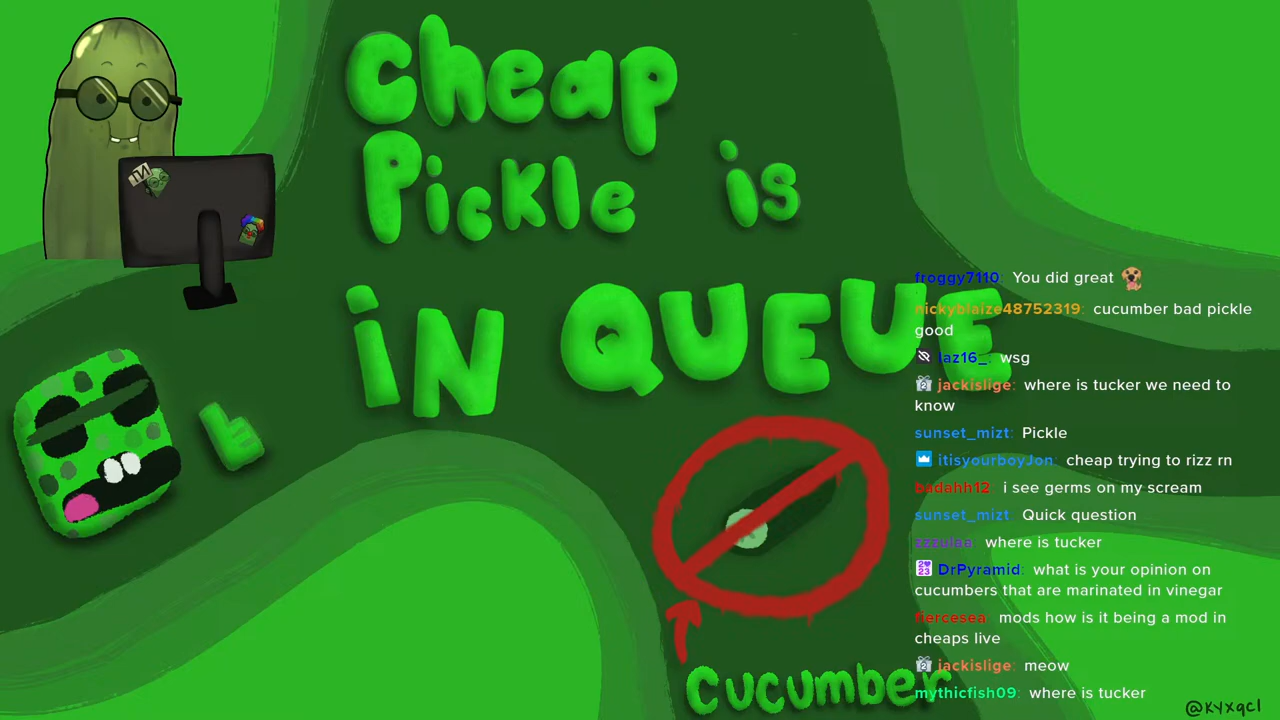 Cheap
Pickle is
iN QUEUE
froggy7110: You did great
nickyblaize48752319: cucumber bad pickle
good
laz16_: wsg
jackislige: where is tucker we need to
know
sunset_mizt: Pickle
itisyourboyJon: cheap trying to rizz rn
badahh12: i see germs on my scream
sunset_mizt: Quick question
zzzulaa: where is tucker
DrPyramid: what is your opinion on
cucumbers that are marinated in vinegar
fiercesea: mods how is it being a mod in
cheaps live
jackislige: meow
mythicfish09: where is tucker
cucumber
@kyxqcl